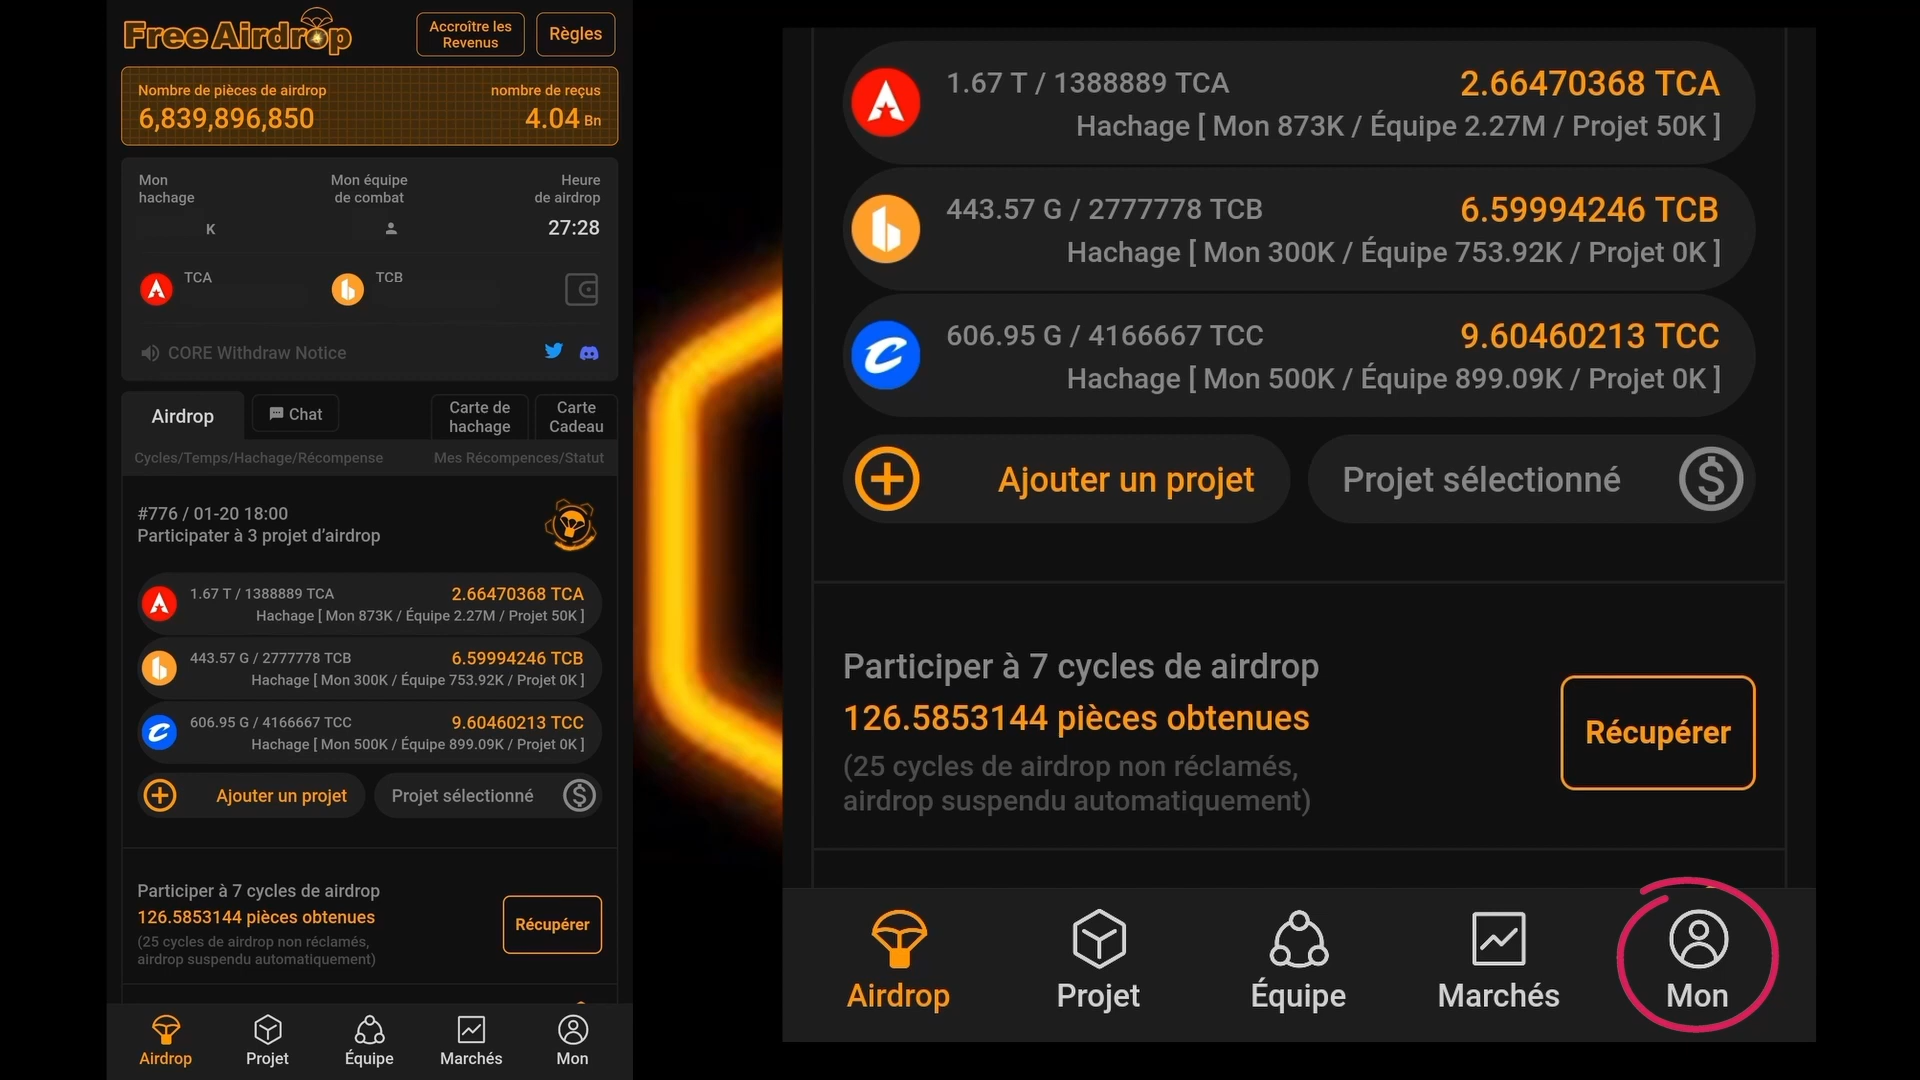 Free Airdrop
Accroître les
Revenus
Règles
Nombre de pièces de airdrop
nombre de reçus
6,839,896,850
4.04 Bn
Mon
hachage
Mon équipe
de combat
Heure
de airdrop
K
27:28
TCA
TCB
CORE Withdraw Notice
Airdrop
Chat
Carte de
hachage
Carte
Cadeau
Cycles/Temps/Hachage/Récompense
Mes Récompences/Statut
#776 / 01-20 18:00
Participater à 3 projet d’airdrop
1.67 T / 1388889 TCA
2.66470368 TCA
Hachage [ Mon 873K / Équipe 2.27M / Projet 50K ]
443.57 G / 2777778 TCB
6.59994246 TCB
Hachage [ Mon 300K / Équipe 753.92K / Projet 0K ]
606.95 G / 4166667 TCC
9.60460213 TCC
Hachage [ Mon 500K / Équipe 899.09K / Projet 0K ]
Ajouter un projet
Projet sélectionné
Participer à 7 cycles de airdrop
126.5853144 pièces obtenues
(25 cycles de airdrop non réclamés,
airdrop suspendu automatiquement)
Récupérer
Airdrop
Projet
Équipe
Marchés
Mon
1.67 T / 1388889 TCA
2.66470368 TCA
Hachage [ Mon 873K / Équipe 2.27M / Projet 50K ]
443.57 G / 2777778 TCB
6.59994246 TCB
Hachage [ Mon 300K / Équipe 753.92K / Projet 0K ]
606.95 G / 4166667 TCC
9.60460213 TCC
Hachage [ Mon 500K / Équipe 899.09K / Projet 0K ]
Ajouter un projet
Projet sélectionné
Participer à 7 cycles de airdrop
126.5853144 pièces obtenues
(25 cycles de airdrop non réclamés,
airdrop suspendu automatiquement)
Récupérer
Airdrop
Projet
Équipe
Marchés
Mon